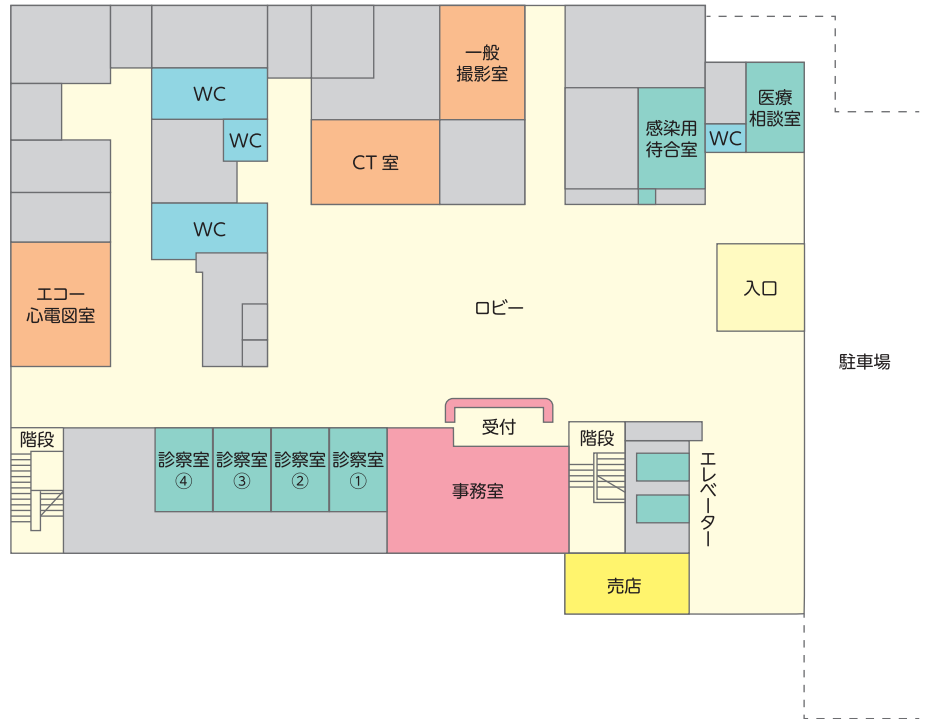 一般
撮影室
WC
医療
相談室
WC
感染用
待合室
WC
CT 室
WC
エコー
心電図室
入口
ロビー
駐車場
受付
階段
階段
診察室
④
診察室
③
診察室
②
診察室
①
事務室
エレベーター
売店